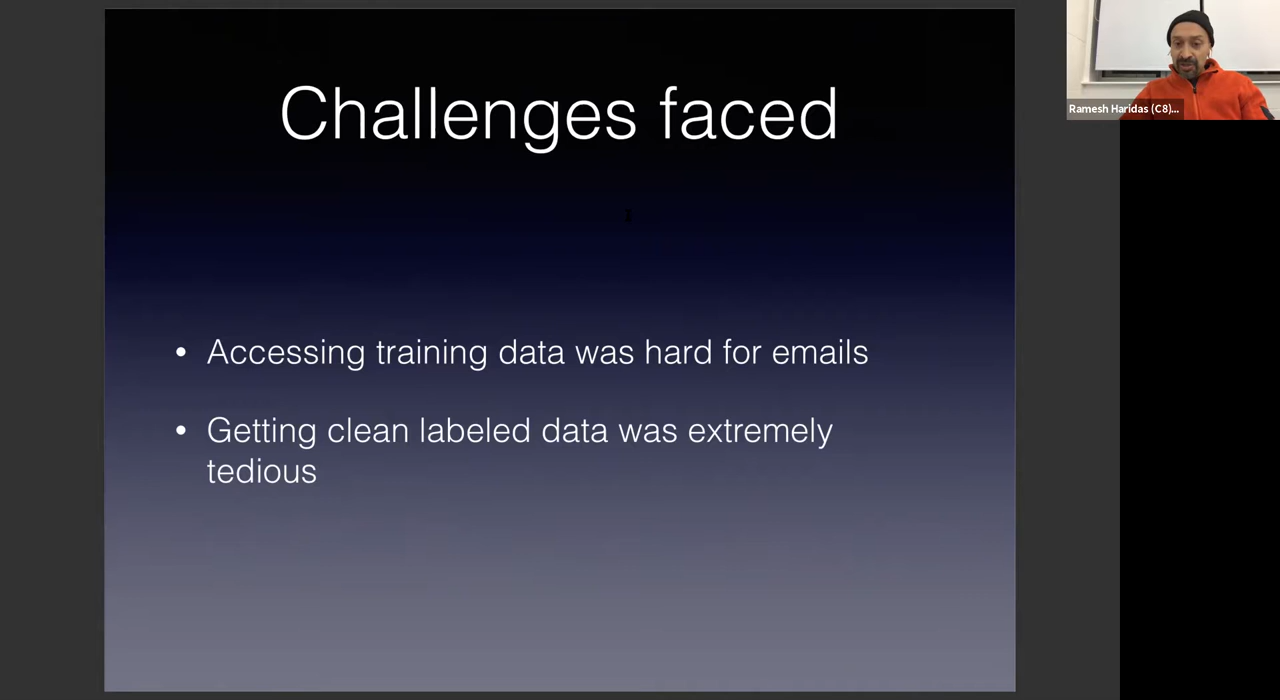 Challenges faced
Ramesh Haridas (C8)...
• Accessing training data was hard for emails
• Getting clean labeled data was extremely
tedious